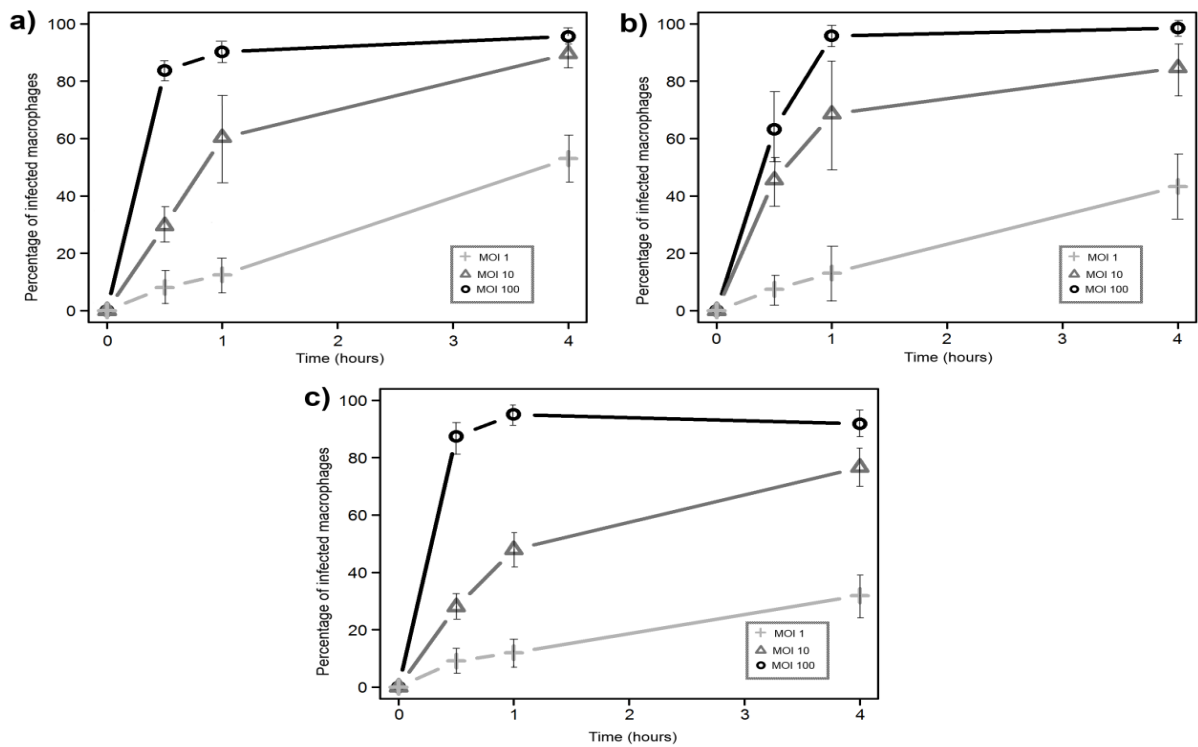 a)
Percentage of infected macrophages
100
80
60
40
20
0
MOI 1
MOI 10
MOI 100
0 1 2 3 4
Time (hours)
b)
Percentage of infected macrophages
100
80
60
40
20
0
MOI 1
MOI 10
MOI 100
0 1 2 3 4
Time (hours)
c)
Percentage of infected macrophages
100
80
60
40
20
0
MOI 1
MOI 10
MOI 100
0 1 2 3 4
Time (hours)